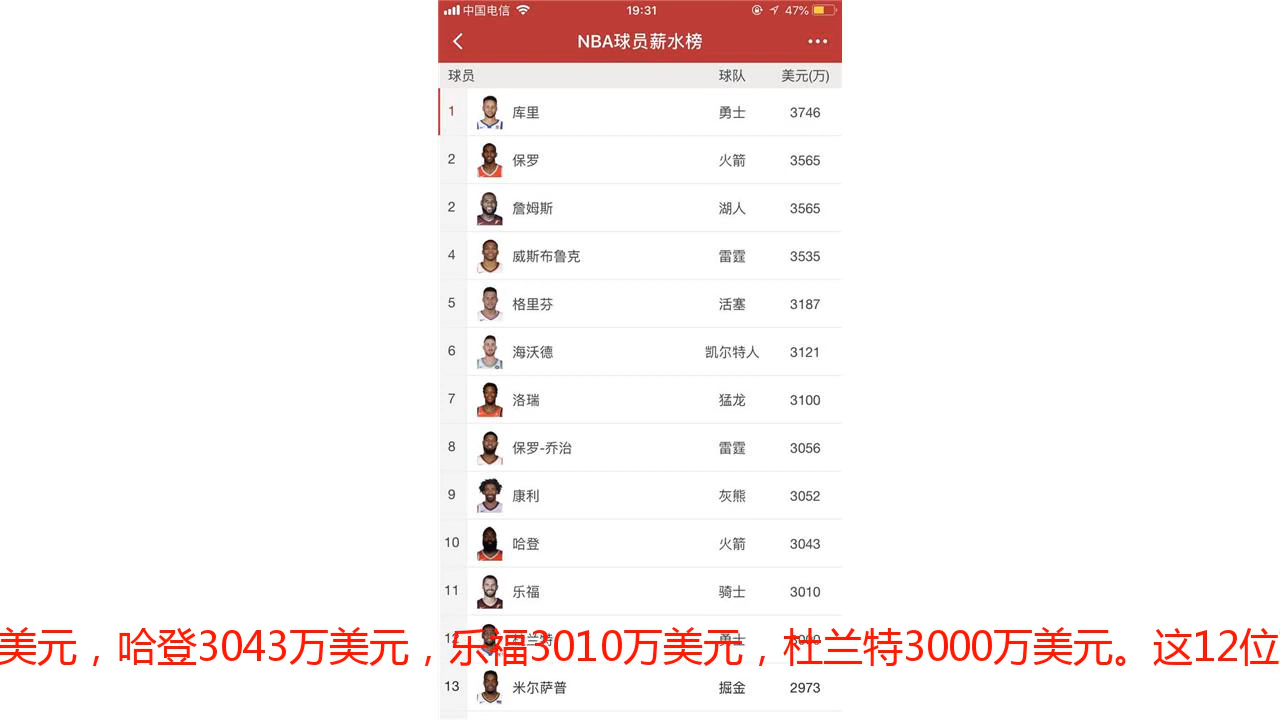 中国电信 19:31 47%
NBA球员薪水榜
球员 球队 美元(万)
1 库里 勇士 3746
2 保罗 火箭 3565
2 詹姆斯 湖人 3565
4 威斯布鲁克 雷霆 3535
5 格里芬 活塞 3187
6 海沃德 凯尔特人 3121
7 洛瑞 猛龙 3100
8 保罗-乔治 雷霆 3056
9 康利 灰熊 3052
10 哈登 火箭 3043
11 乐福 骑士 3010
12 杜兰特 勇士 3000
美元，哈登3043万美元，乐福3010万美元，杜兰特3000万美元。这12位
13 米尔萨普 掘金 2973